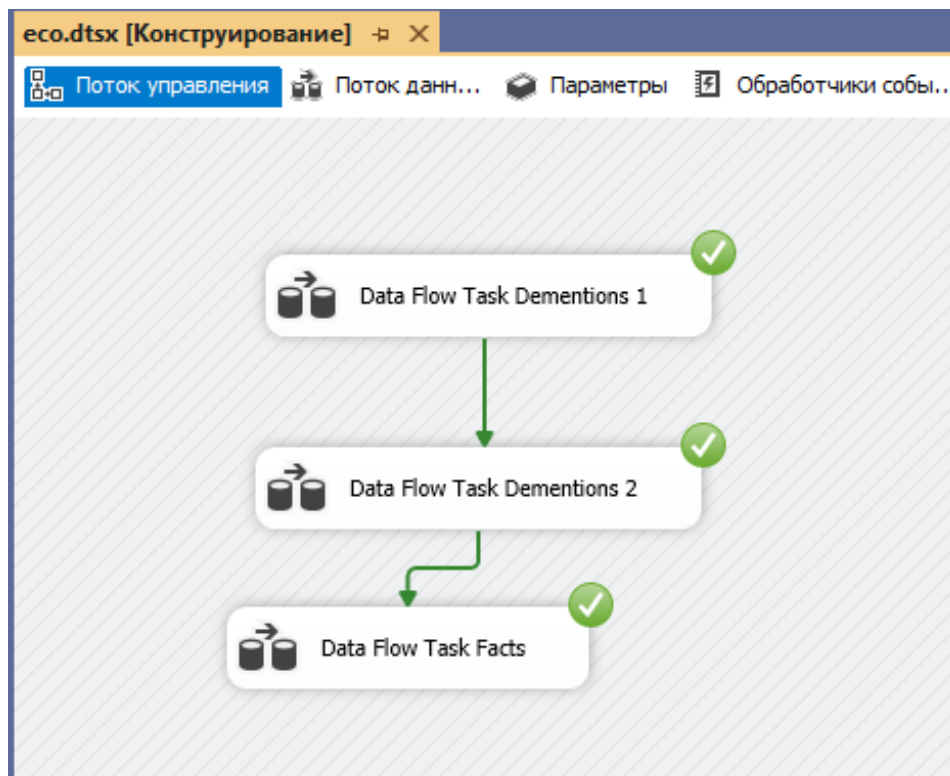 eco.dtsx [Конструирование]
Поток управления Поток данн... Параметры Обработчики собы...
Data Flow Task Dementions 1
Data Flow Task Dementions 2
Data Flow Task Facts